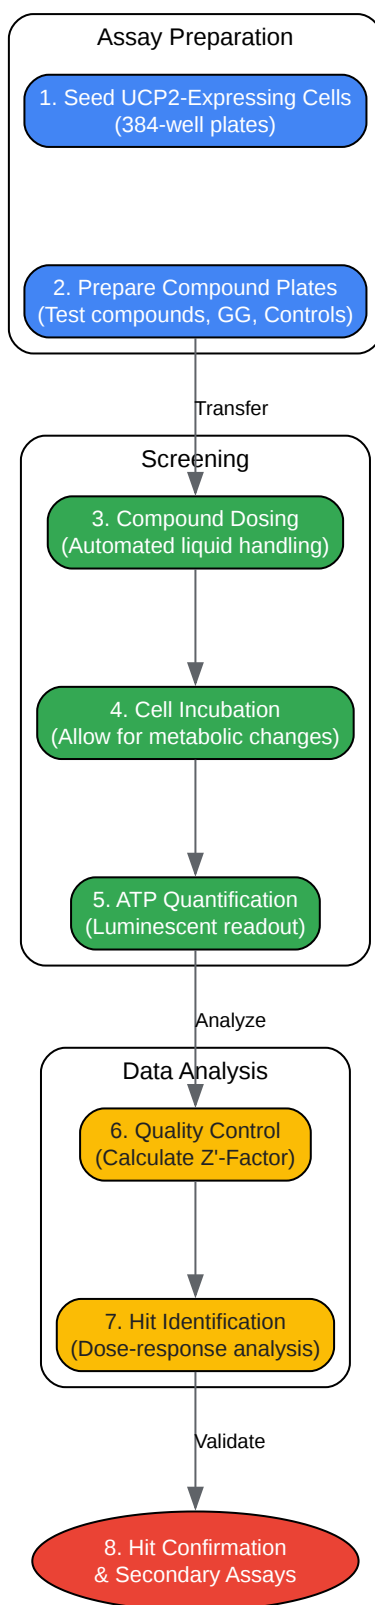 Assay Preparation
1. Seed UCP2-Expressing Cells
(384-well plates)
2. Prepare Compound Plates
(Test compounds, GG, Controls)
Transfer
Screening
3. Compound Dosing
(Automated liquid handling)
4. Cell Incubation
(Allow for metabolic changes)
5. ATP Quantification
(Luminescent readout)
Analyze
Data Analysis
6. Quality Control
(Calculate Z'-Factor)
7. Hit Identification
(Dose-response analysis)
Validate
8. Hit Confirmation
& Secondary Assays